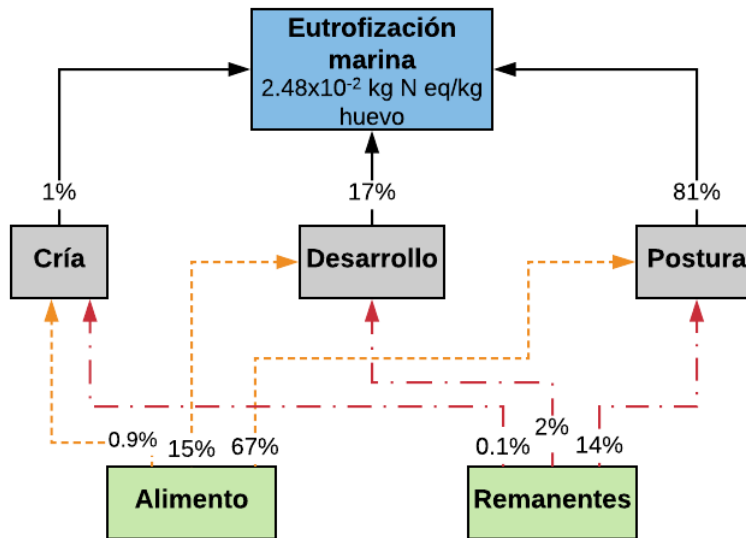 Eutrofización
marina
2.48x10⁻² kg N eq/kg
huevo
1%
17%
81%
Cría
Desarrollo
Postura
0.9%
15%
67%
0.1%
2%
14%
Alimento
Remanentes